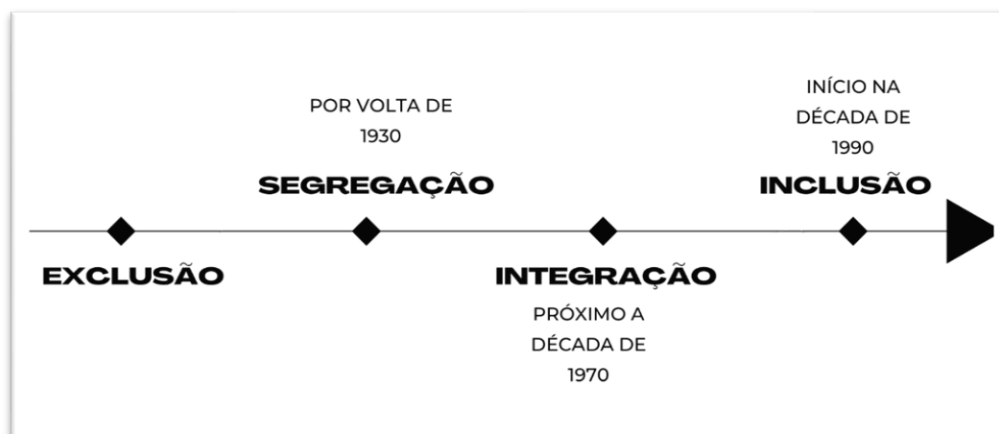 EXCLUSÃO
POR VOLTA DE
1930
SEGREGAÇÃO
INTEGRAÇÃO
PRÓXIMO A
DÉCADA DE
1970
INÍCIO NA
DÉCADA DE
1990
INCLUSÃO